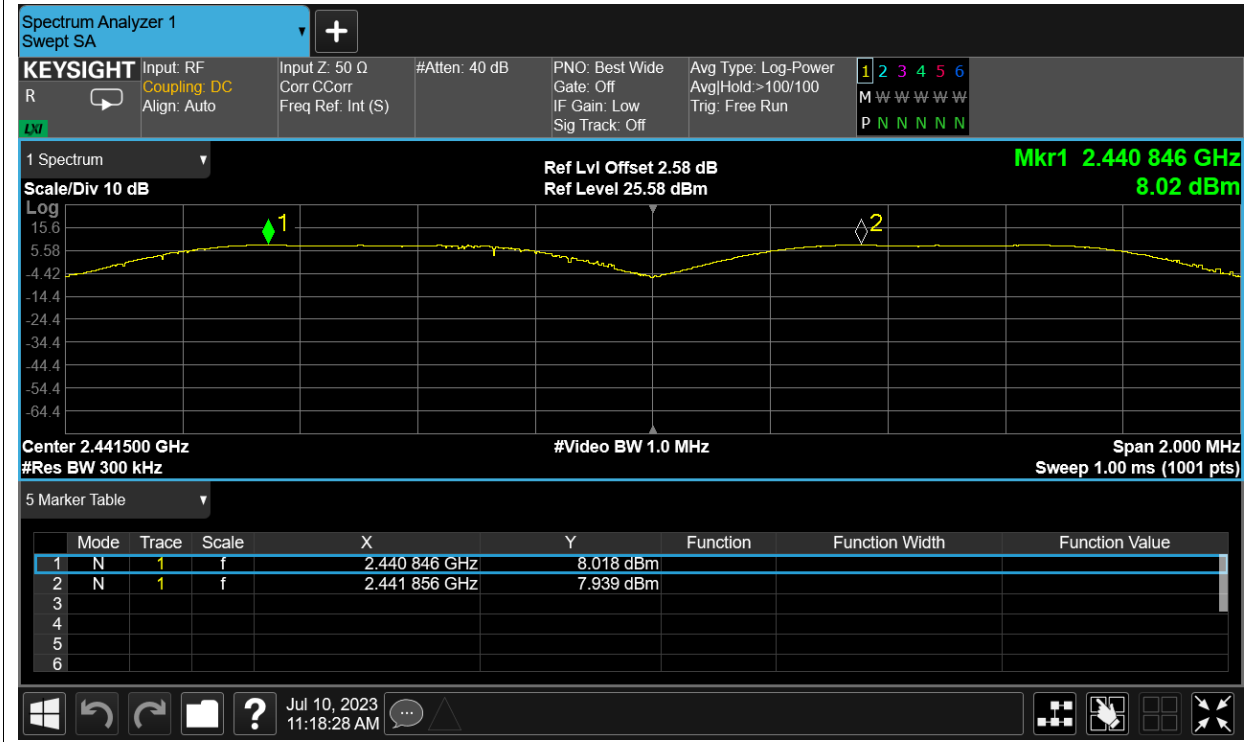 Spectrum Analyzer 1
Swept SA
+
KEYSIGHT Input: RF Input Z: 50 Ω #Atten: 40 dB PNO: Best Wide Avg Type: Log-Power 1 2 3 4 5 6
R Coupling: DC Corr CCorr Gate: Off Avg|Hold:>100/100 M W W W W W
Align: Auto Freq Ref: Int (S) IF Gain: Low Trig: Free Run
LXI Sig Track: Off P N N N N N
1 Spectrum Ref Lvl Offset 2.58 dB Mkr1 2.440 846 GHz
Scale/Div 10 dB Ref Level 25.58 dBm 8.02 dBm
Log
15.6
5.58
-4.42
-14.4
-24.4
-34.4
-44.4
-54.4
-64.4
1
2
Center 2.441500 GHz #Video BW 1.0 MHz Span 2.000 MHz
#Res BW 300 kHz Sweep 1.00 ms (1001 pts)
5 Marker Table
Mode Trace Scale X Y Function Function Width Function Value
1 N 1 f 2.440 846 GHz 8.018 dBm
2 N 1 f 2.441 856 GHz 7.939 dBm
3
4
5
6
? Jul 10, 2023
11:18:28 AM